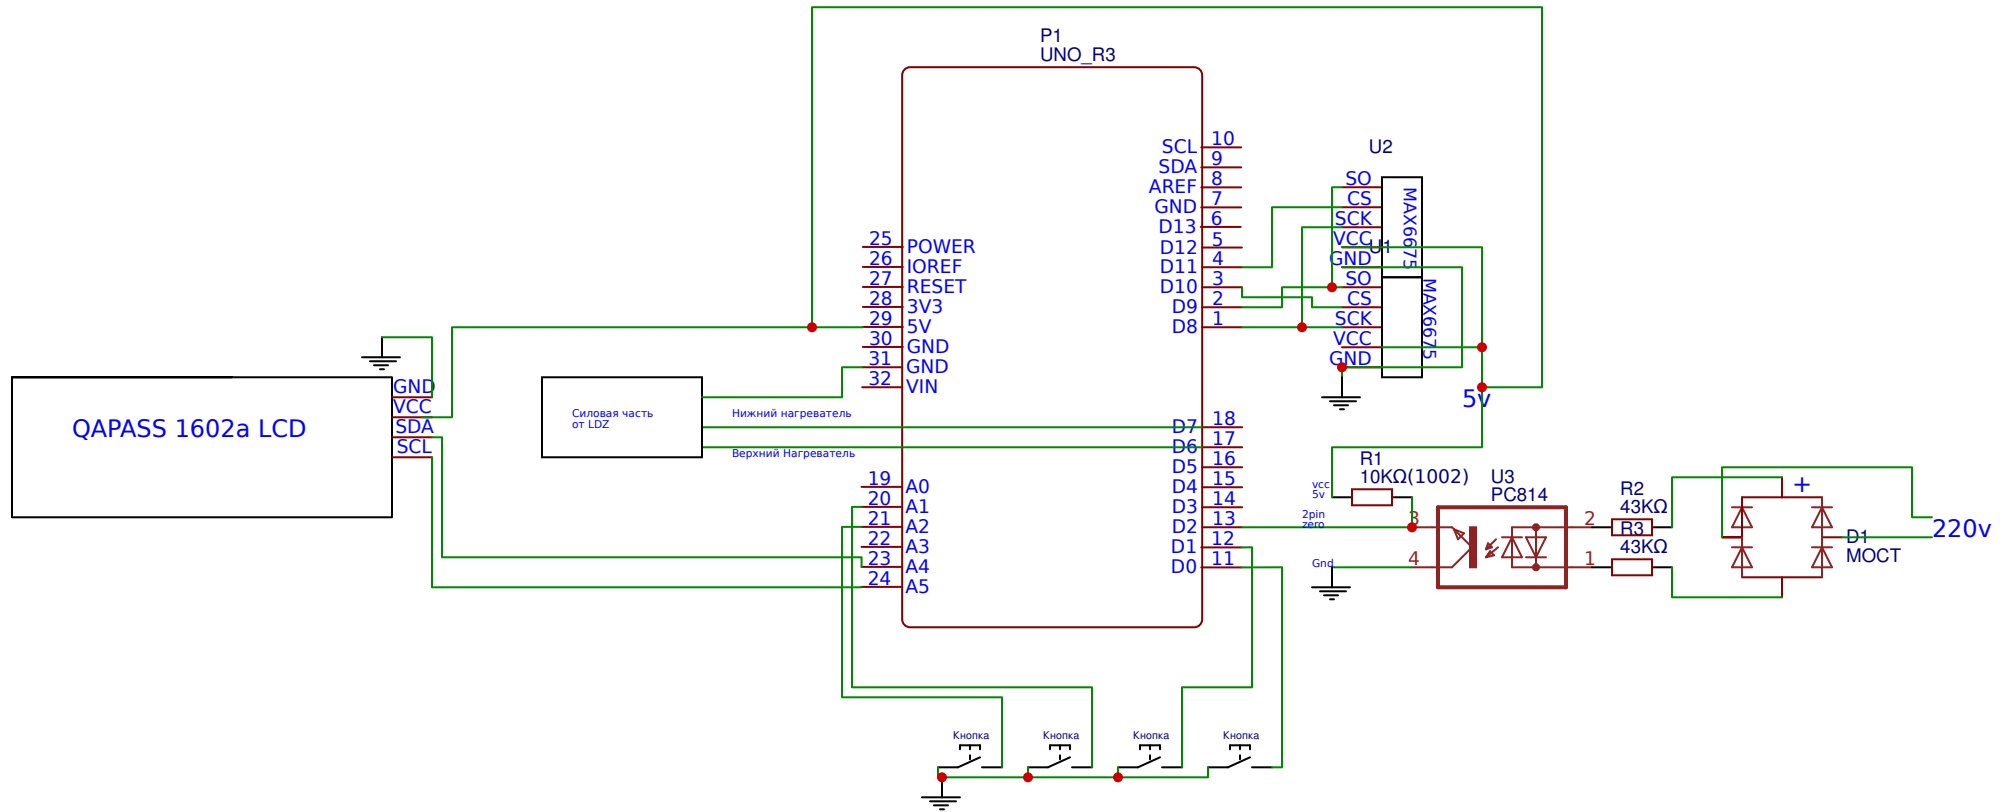 P1
UNO_R3
SCL 10
SDA 9
AREF 8
GND 7
D13 6
D12 5
D11 4
D10 3
D9 2
D8 1
25 POWER
26 IOREF
27 RESET
28 3V3
29 5V
30 GND
31 GND
32 VIN
U2
SO
CS
SCK
VCC
GND
MAX6675
U1
SO
CS
SCK
VCC
GND
MAX6675
5v
QAPASS 1602a LCD
GND
VCC
SDA
SCL
Силовая часть
от LDZ
Нижний нагреватель
Верхний Нагреватель
D7 18
D6 17
D5 16
D4 15
D3 14
D2 13
D1 12
D0 11
19 A0
20 A1
21 A2
22 A3
23 A4
24 A5
R1
10KΩ(1002)
vcc
5v
2pin
zero
Gnd
U3
PC814
3
4
2
1
R2
43KΩ
R3
43KΩ
+
D1
МОСТ
220v
Кнопка
Кнопка
Кнопка
Кнопка